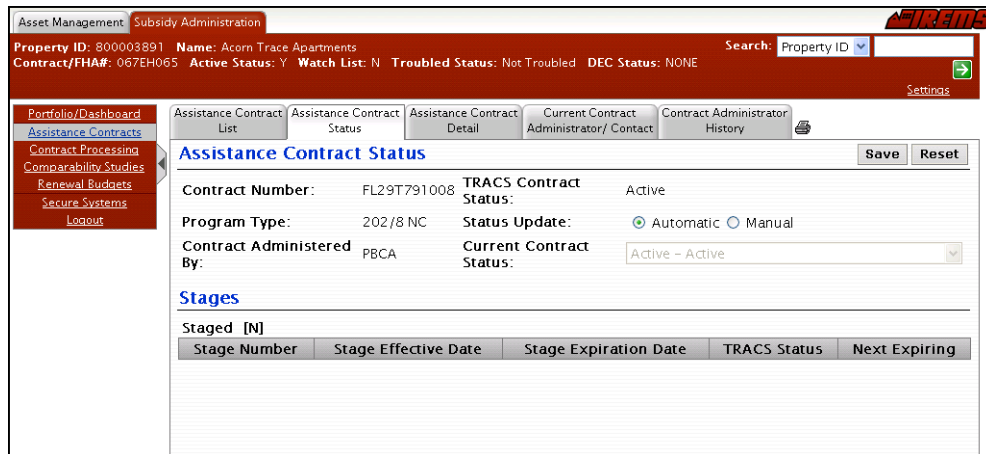 Asset Management Subsidy Administration
iREMS
Property ID: 800003891 Name: Acorn Trace Apartments
Search: Property ID
Contract/FHA#: 067EH065 Active Status: Y Watch List: N Troubled Status: Not Troubled DEC Status: NONE
Settings
Portfolio/Dashboard
Assistance Contracts
Contract Processing
Comparability Studies
Renewal Budgets
Secure Systems
Logout
Assistance Contract List
Assistance Contract Status
Assistance Contract Detail
Current Contract Administrator/ Contact
Contract Administrator History
Assistance Contract Status
Save Reset
Contract Number: FL29T791008 TRACS Contract Status: Active
Program Type: 202/8 NC Status Update: Automatic Manual
Contract Administered By: PBCA Current Contract Status: Active - Active
Stages
Staged [N]
Stage Number Stage Effective Date Stage Expiration Date TRACS Status Next Expiring